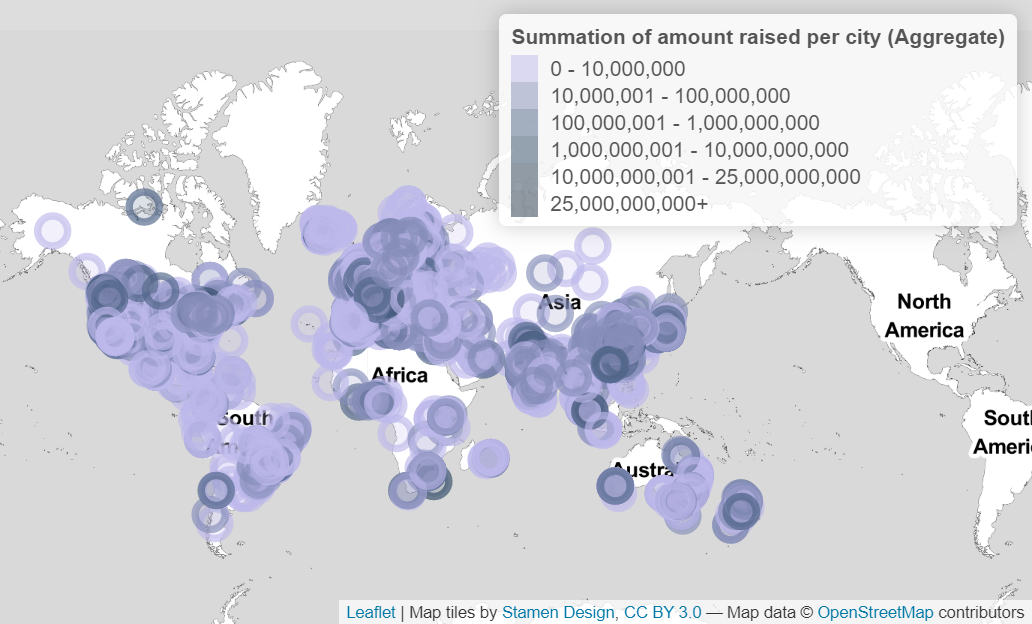 Summation of amount raised per city (Aggregate)
0 - 10,000,000
10,000,001 - 100,000,000
100,000,001 - 1,000,000,000
1,000,000,001 - 10,000,000,000
10,000,000,001 - 25,000,000,000
25,000,000,000+
Asia
North
America
Africa
South
South
Ameri
Austra
Leaflet | Map tiles by Stamen Design, CC BY 3.0 — Map data © OpenStreetMap contributors